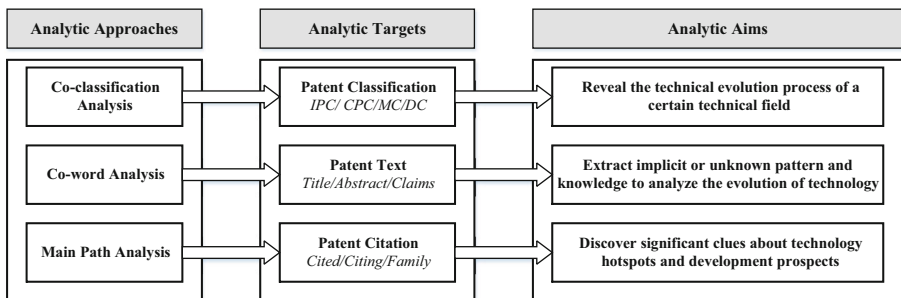 Analytic Approaches
Analytic Targets
Analytic Aims
Co-classification
Analysis
Patent Classification
IPC/ CPC/MC/DC
Reveal the technical evolution process of a
certain technical field
Co-word Analysis
Patent Text
Title/Abstract/Claims
Extract implicit or unknown pattern and
knowledge to analyze the evolution of technology
Main Path Analysis
Patent Citation
Cited/Citing/Family
Discover significant clues about technology
hotspots and development prospects